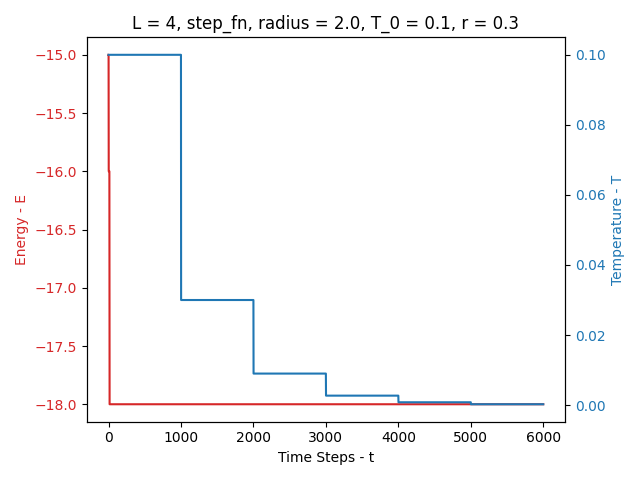 L = 4, step_fn, radius = 2.0, T_0 = 0.1, r = 0.3
−15.0
−15.5
−16.0
−16.5
−17.0
−17.5
−18.0
Energy - E
0.10
0.08
0.06
0.04
0.02
0.00
Temperature - T
0 1000 2000 3000 4000 5000 6000
Time Steps - t